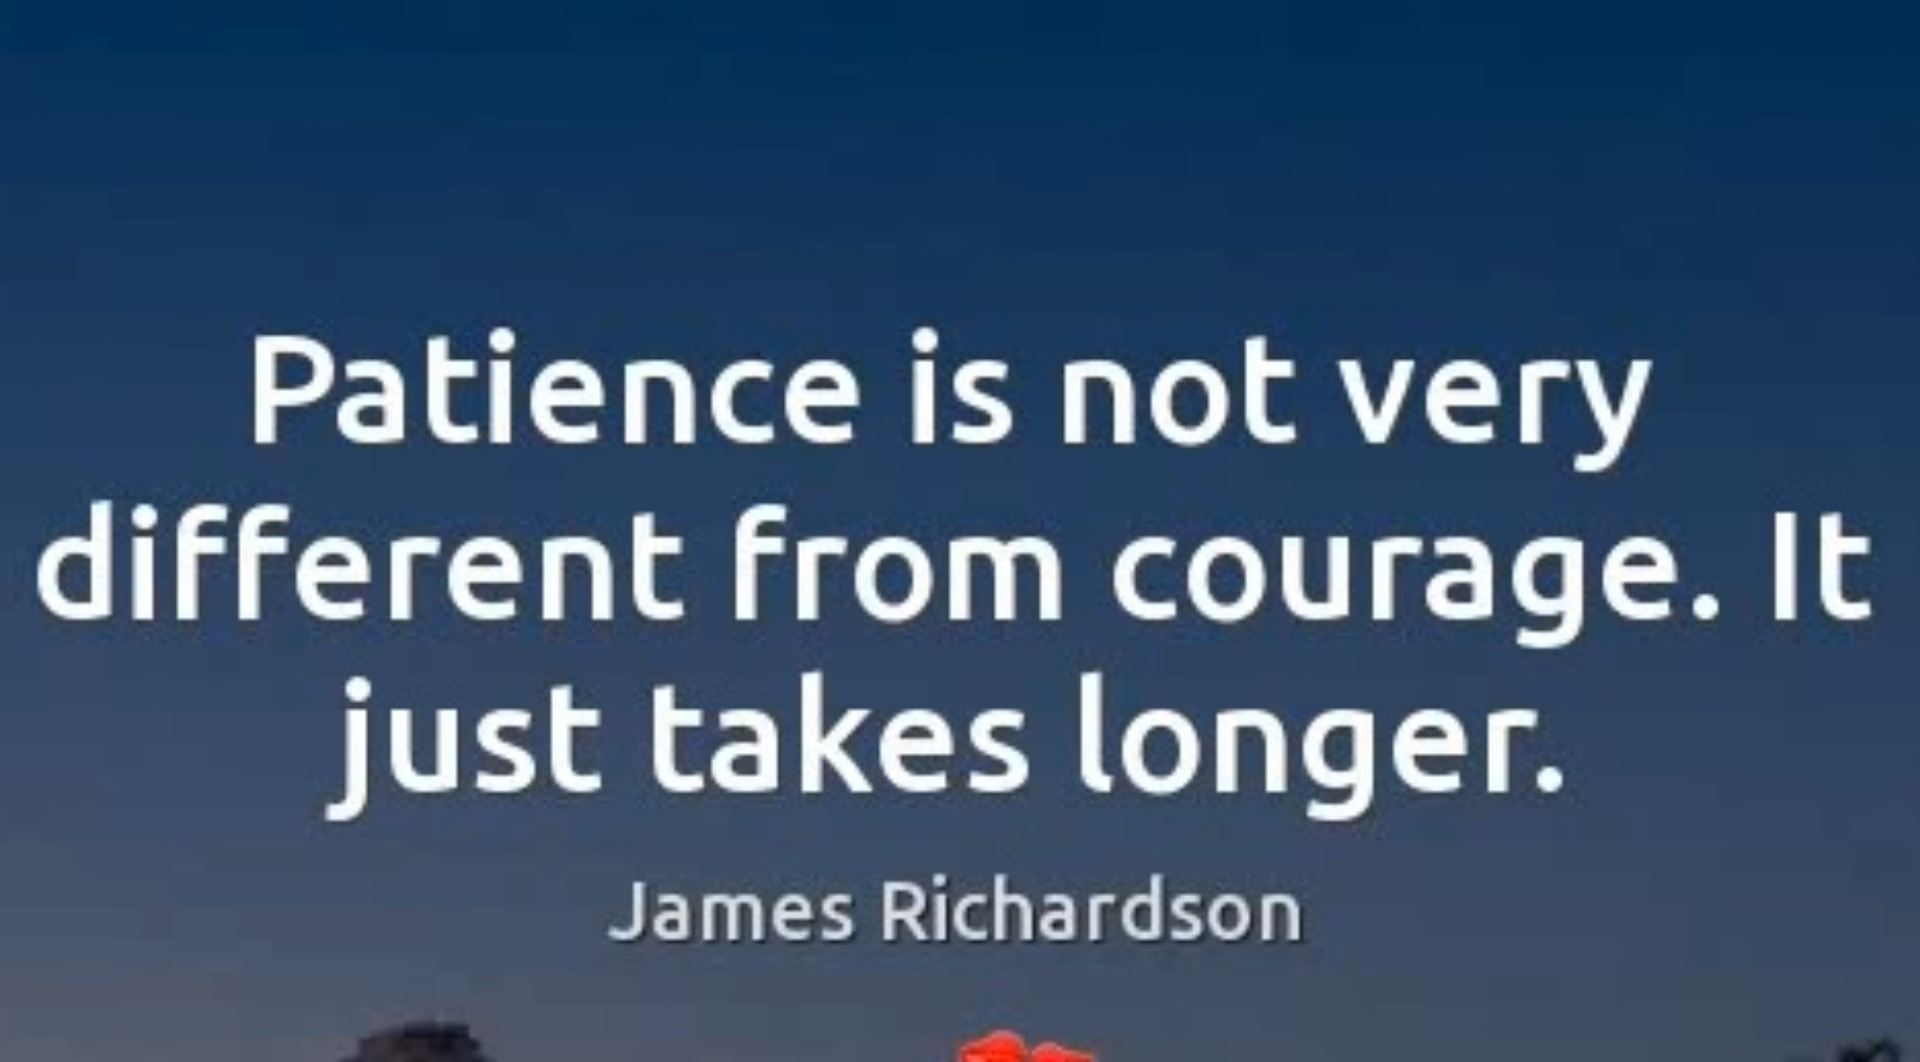 Patience is not very
different from courage. It
just takes longer.
James Richardson